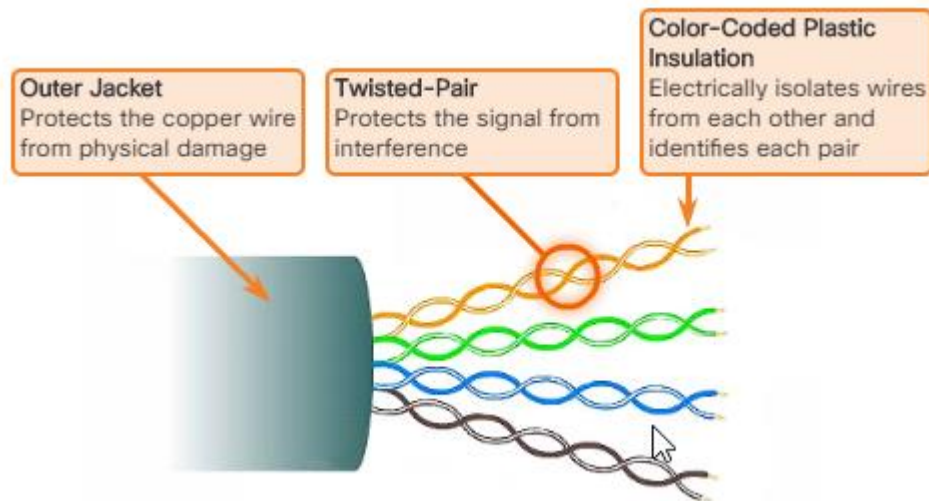 Outer Jacket
Protects the copper wire
from physical damage
Twisted-Pair
Protects the signal from
interference
Color-Coded Plastic
Insulation
Electrically isolates wires
from each other and
identifies each pair